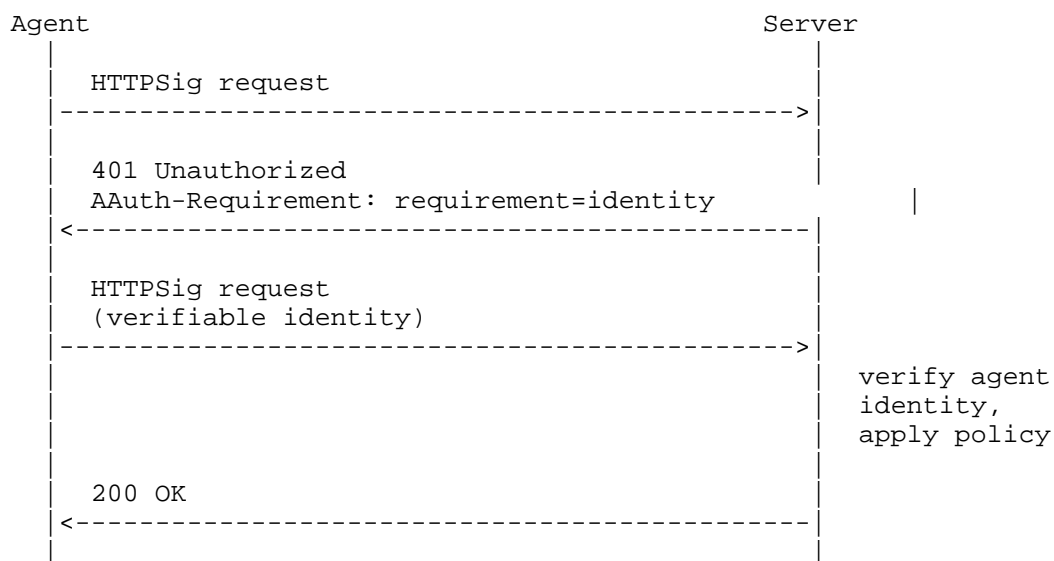 Agent Server
HTTPSig request
401 Unauthorized
AAuth-Requirement: requirement=identity
HTTPSig request
(verifiable identity)
verify agent
identity,
apply policy
200 OK